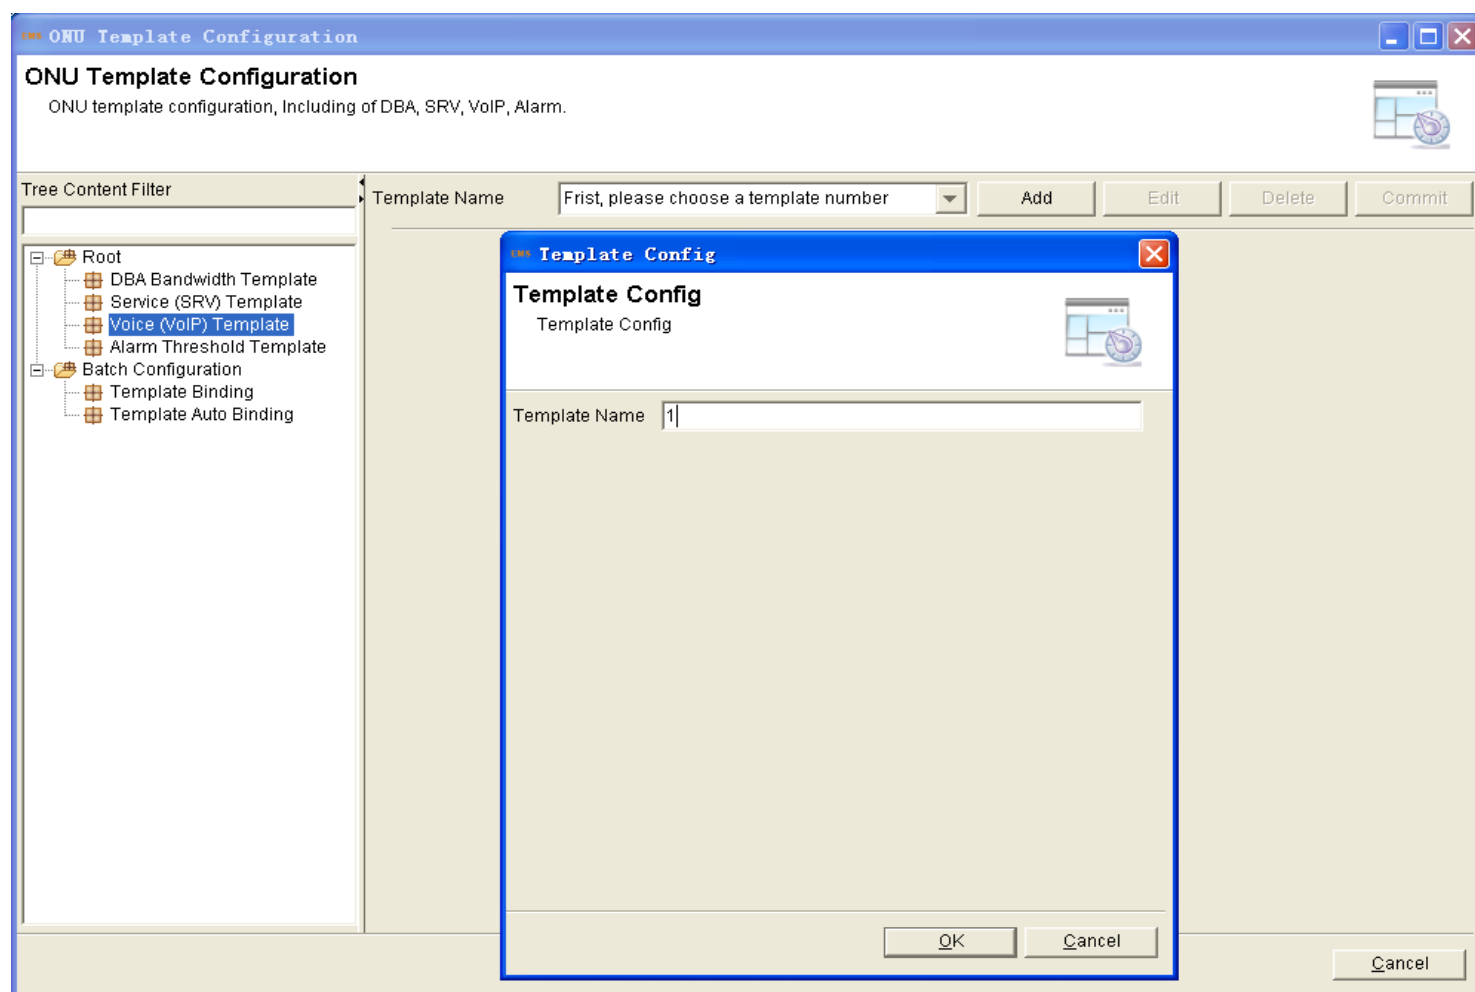 EMS ONU Template Configuration
ONU Template Configuration
ONU template configuration, Including of DBA, SRV, VoIP, Alarm.
Tree Content Filter
Template Name
Frist, please choose a template number
Add
Edit
Delete
Commit
Root
DBA Bandwidth Template
Service (SRV) Template
Voice (VoIP) Template
Alarm Threshold Template
Batch Configuration
Template Binding
Template Auto Binding
EMS Template Config
Template Config
Template Config
Template Name 1
OK
Cancel
Cancel